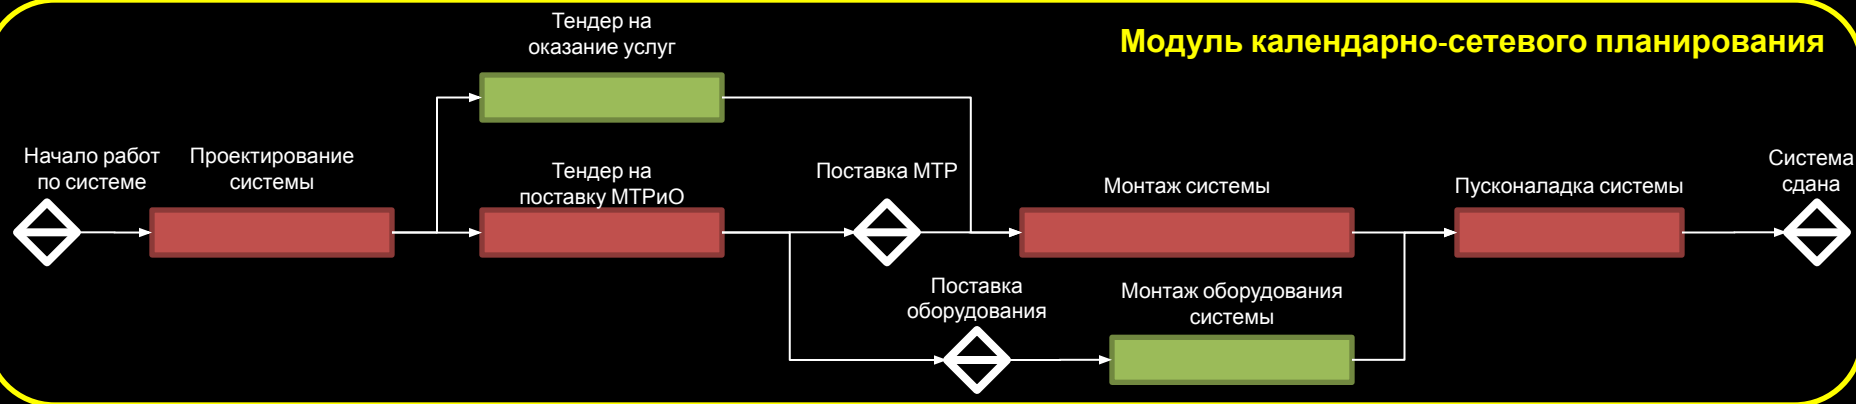 Модуль календарно-сетевого планирования
Тендер на
оказание услуг
Начало работ
по системе
Проектирование
системы
Тендер на
поставку МТРиО
Поставка МТР
Монтаж системы
Пусконаладка системы
Система
сдана
Поставка
оборудования
Монтаж оборудования
системы